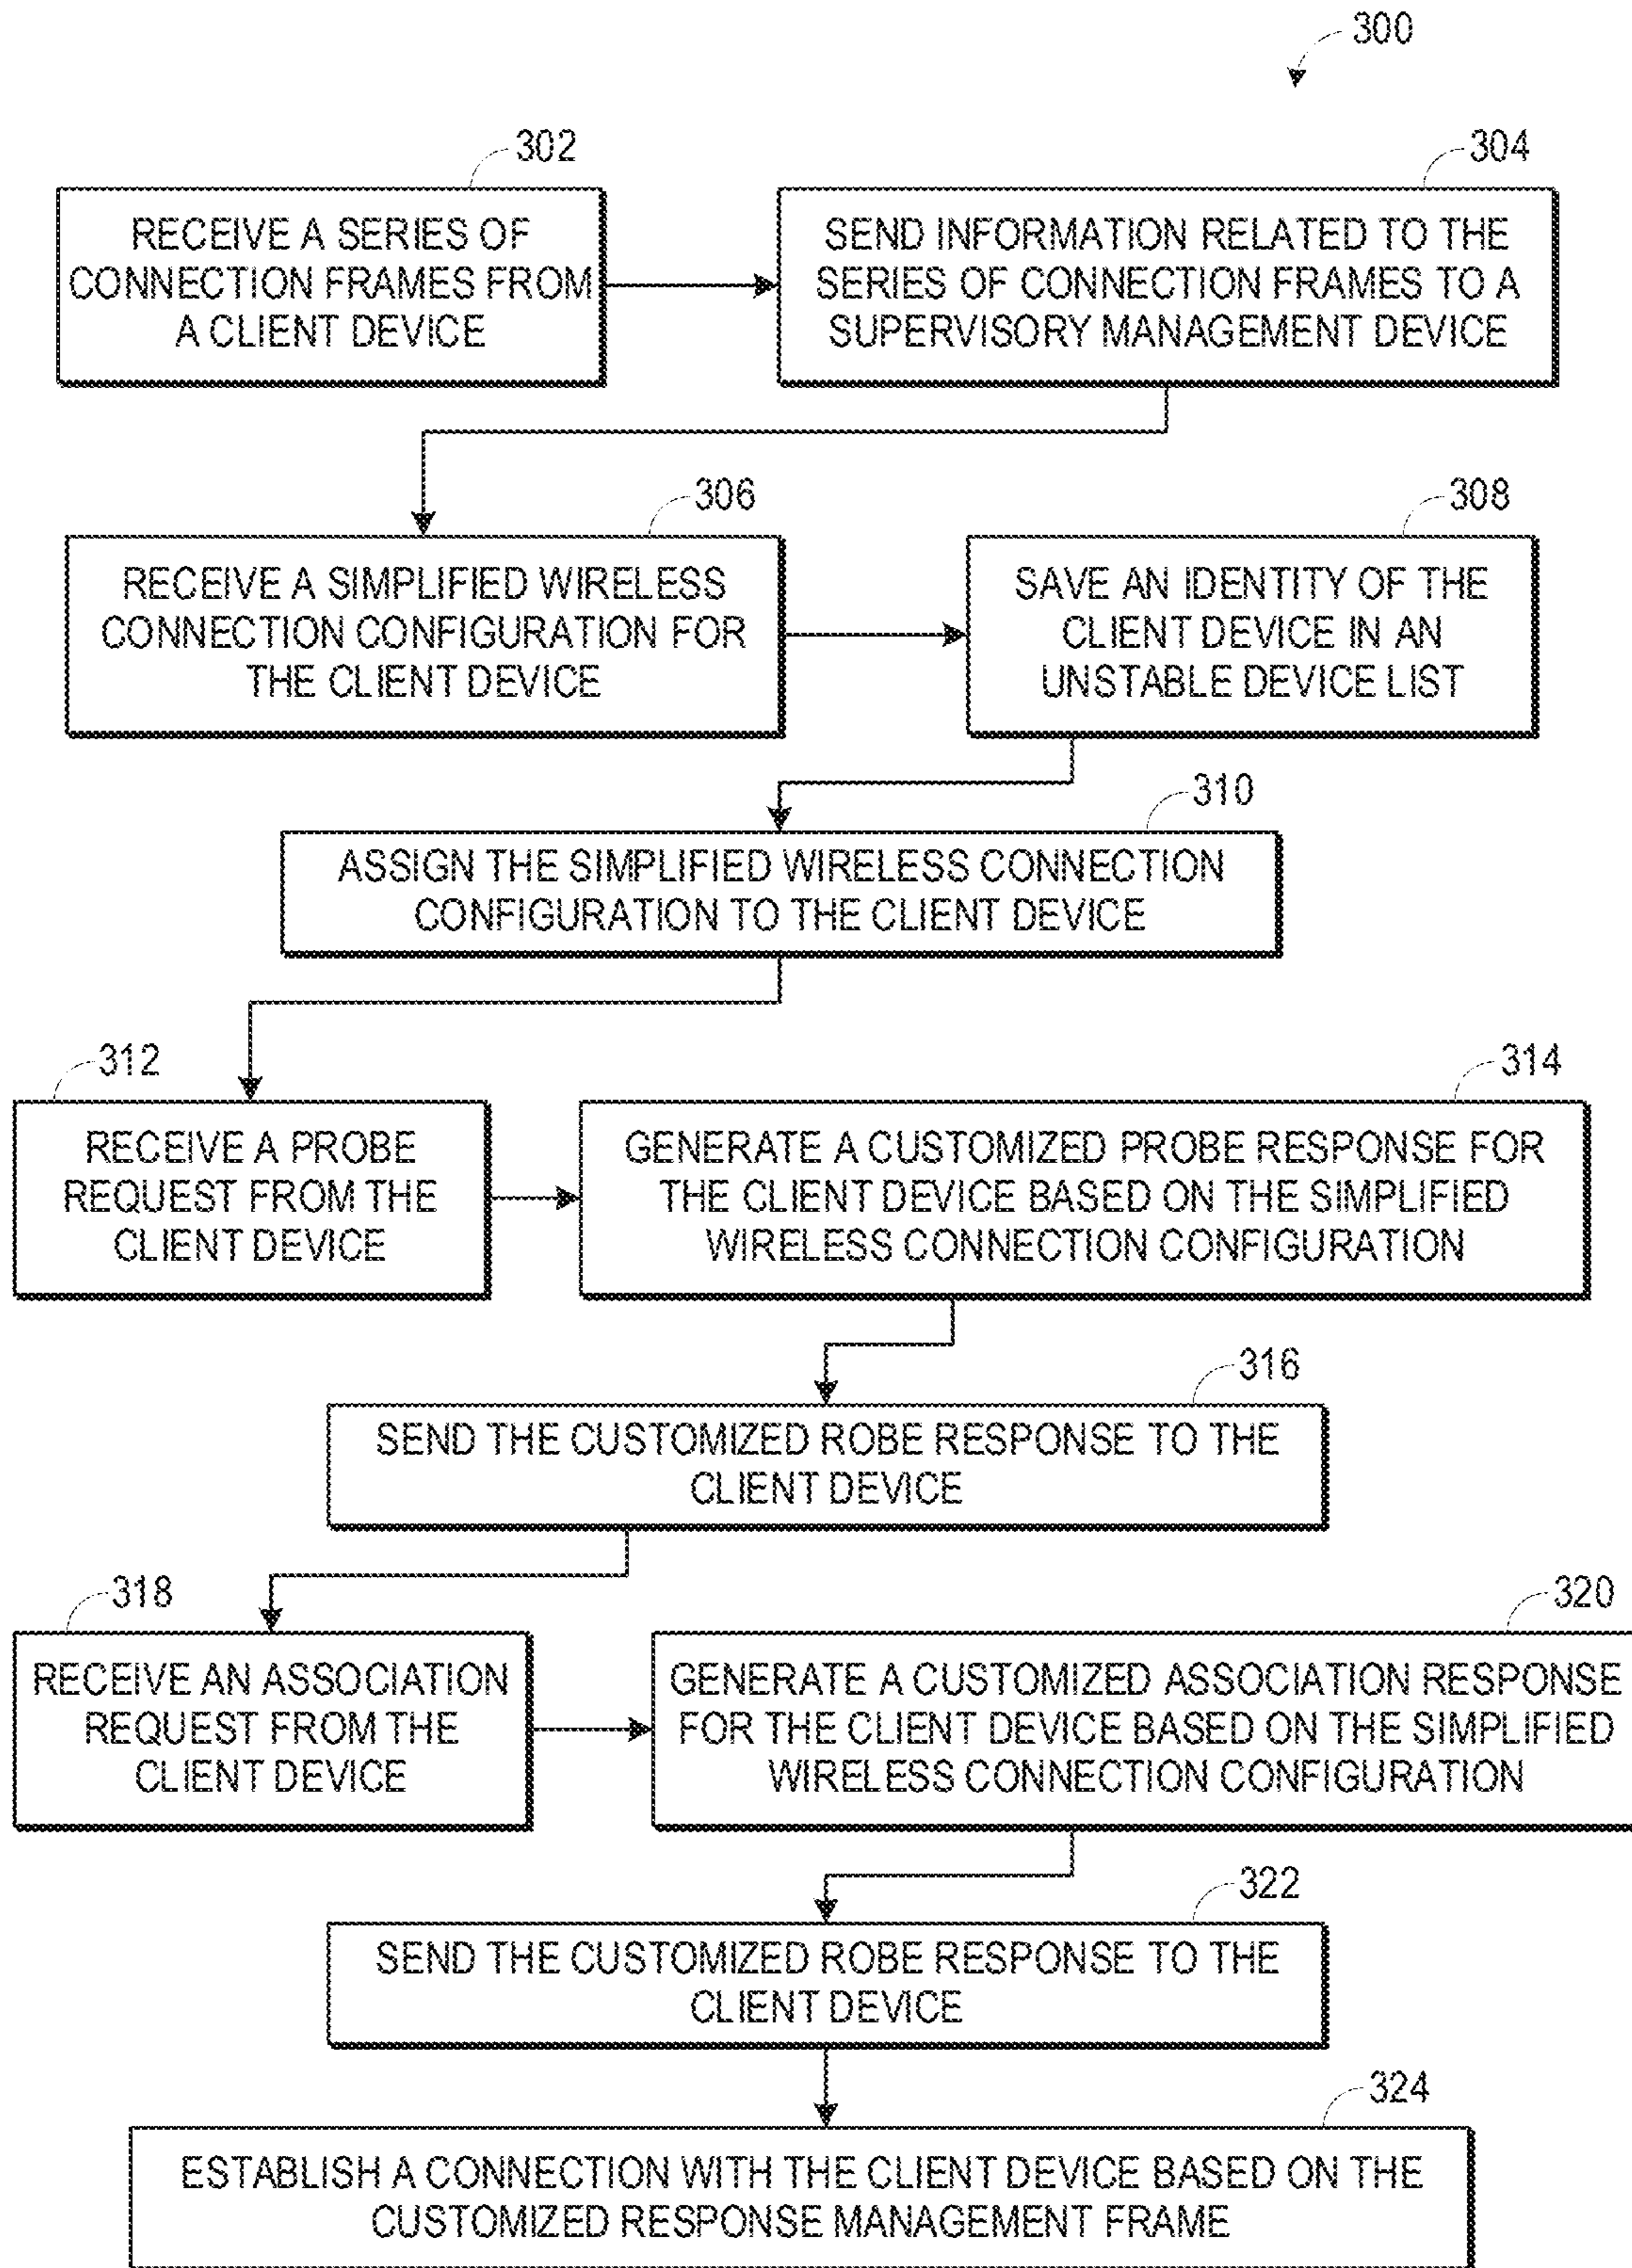 300
302
RECEIVE A SERIES OF
CONNECTION FRAMES FROM
A CLIENT DEVICE
304
SEND INFORMATION RELATED TO THE
SERIES OF CONNECTION FRAMES TO A
SUPERVISORY MANAGEMENT DEVICE
306
RECEIVE A SIMPLIFIED WIRELESS
CONNECTION CONFIGURATION FOR
THE CLIENT DEVICE
308
SAVE AN IDENTITY OF THE
CLIENT DEVICE IN AN
UNSTABLE DEVICE LIST
310
ASSIGN THE SIMPLIFIED WIRELESS CONNECTION
CONFIGURATION TO THE CLIENT DEVICE
312
RECEIVE A PROBE
REQUEST FROM THE
CLIENT DEVICE
314
GENERATE A CUSTOMIZED PROBE RESPONSE FOR
THE CLIENT DEVICE BASED ON THE SIMPLIFIED
WIRELESS CONNECTION CONFIGURATION
316
SEND THE CUSTOMIZED ROBE RESPONSE TO THE
CLIENT DEVICE
318
RECEIVE AN ASSOCIATION
REQUEST FROM THE
CLIENT DEVICE
320
GENERATE A CUSTOMIZED ASSOCIATION RESPONSE
FOR THE CLIENT DEVICE BASED ON THE SIMPLIFIED
WIRELESS CONNECTION CONFIGURATION
322
SEND THE CUSTOMIZED ROBE RESPONSE TO THE
CLIENT DEVICE
324
ESTABLISH A CONNECTION WITH THE CLIENT DEVICE BASED ON THE
CUSTOMIZED RESPONSE MANAGEMENT FRAME